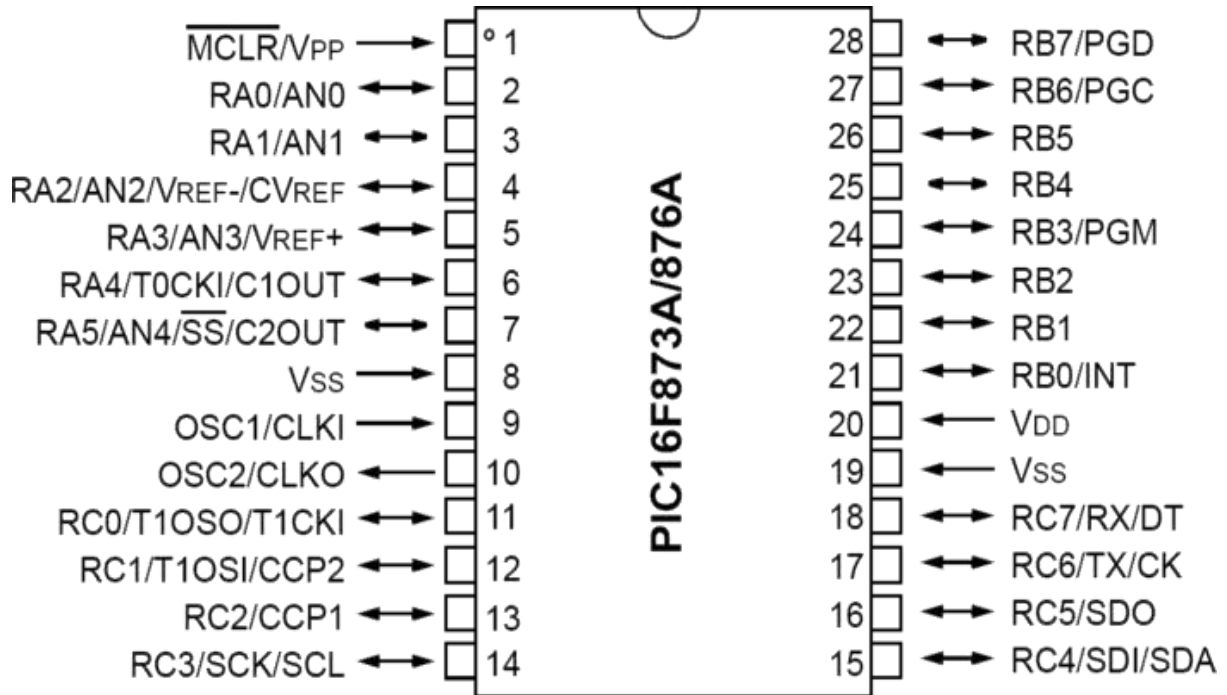 M̅C̅L̅R̅/VPP 1
RA0/AN0 2
RA1/AN1 3
RA2/AN2/VREF-/CVREF 4
RA3/AN3/VREF+ 5
RA4/T0CKI/C1OUT 6
RA5/AN4/S̅S̅/C2OUT 7
VSS 8
OSC1/CLKI 9
OSC2/CLKO 10
RC0/T1OSO/T1CKI 11
RC1/T1OSI/CCP2 12
RC2/CCP1 13
RC3/SCK/SCL 14
PIC16F873A/876A
28 RB7/PGD
27 RB6/PGC
26 RB5
25 RB4
24 RB3/PGM
23 RB2
22 RB1
21 RB0/INT
20 VDD
19 VSS
18 RC7/RX/DT
17 RC6/TX/CK
16 RC5/SDO
15 RC4/SDI/SDA